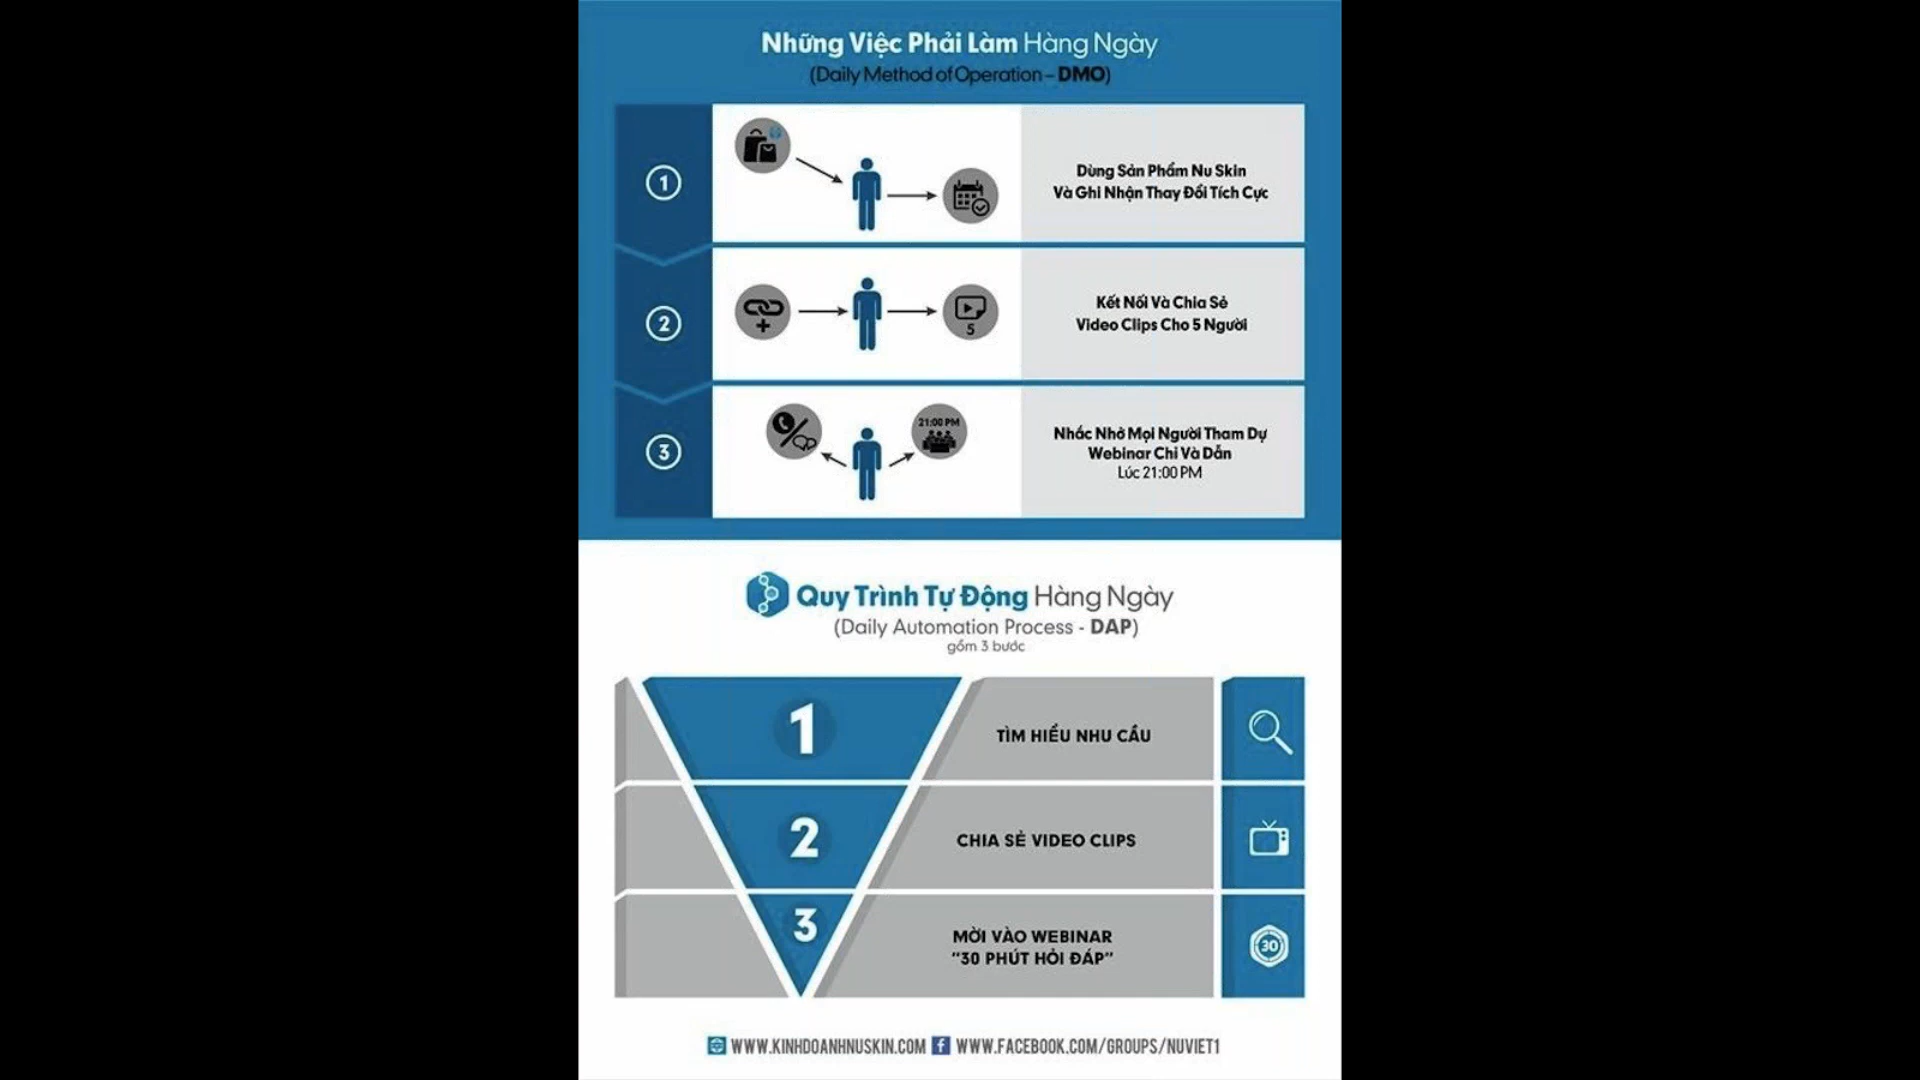 Những Việc Phải Làm Hàng Ngày
(Daily Method of Operation – DMO)
1
Dùng Sản Phẩm Nu Skin
Và Ghi Nhận Thay Đổi Tích Cực
2
5
Kết Nối Và Chia Sẻ
Video Clips Cho 5 Người
3
21:00 PM
Nhắc Nhở Mọi Người Tham Dự
Webinar Chỉ Và Dẫn
Lúc 21:00 PM
Quy Trình Tự Động Hàng Ngày
(Daily Automation Process - DAP)
gồm 3 bước
1
TÌM HIỂU NHU CẦU
2
CHIA SẺ VIDEO CLIPS
3
MỜI VÀO WEBINAR
"30 PHÚT HỎI ĐÁP"
30
WWW.KINHDOANHNUSKIN.COM WWW.FACEBOOK.COM/GROUPS/NUVIET1